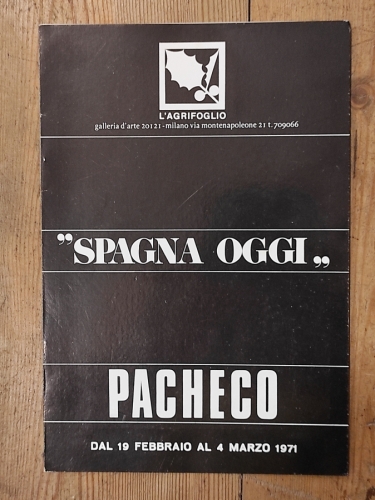 L'AGRIFOGLIO
galleria d'arte 20121-milano via montenapoleone 21 t. 709066
„SPAGNA OGGI„
PACHECO
DAL 19 FEBBRAIO AL 4 MARZO 1971